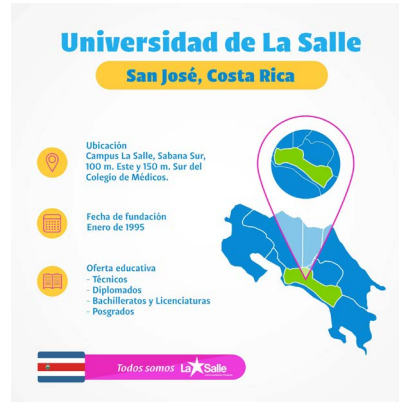 Universidad de La Salle
San José, Costa Rica
Ubicación
Campus La Salle, Sabana Sur,
100 m. Este y 150 m. Sur del
Colegio de Médicos.
Fecha de fundación
Enero de 1995
Oferta educativa
- Técnicos
- Diplomados
- Bachilleratos y Licenciaturas
- Posgrados
Todos somos La Salle